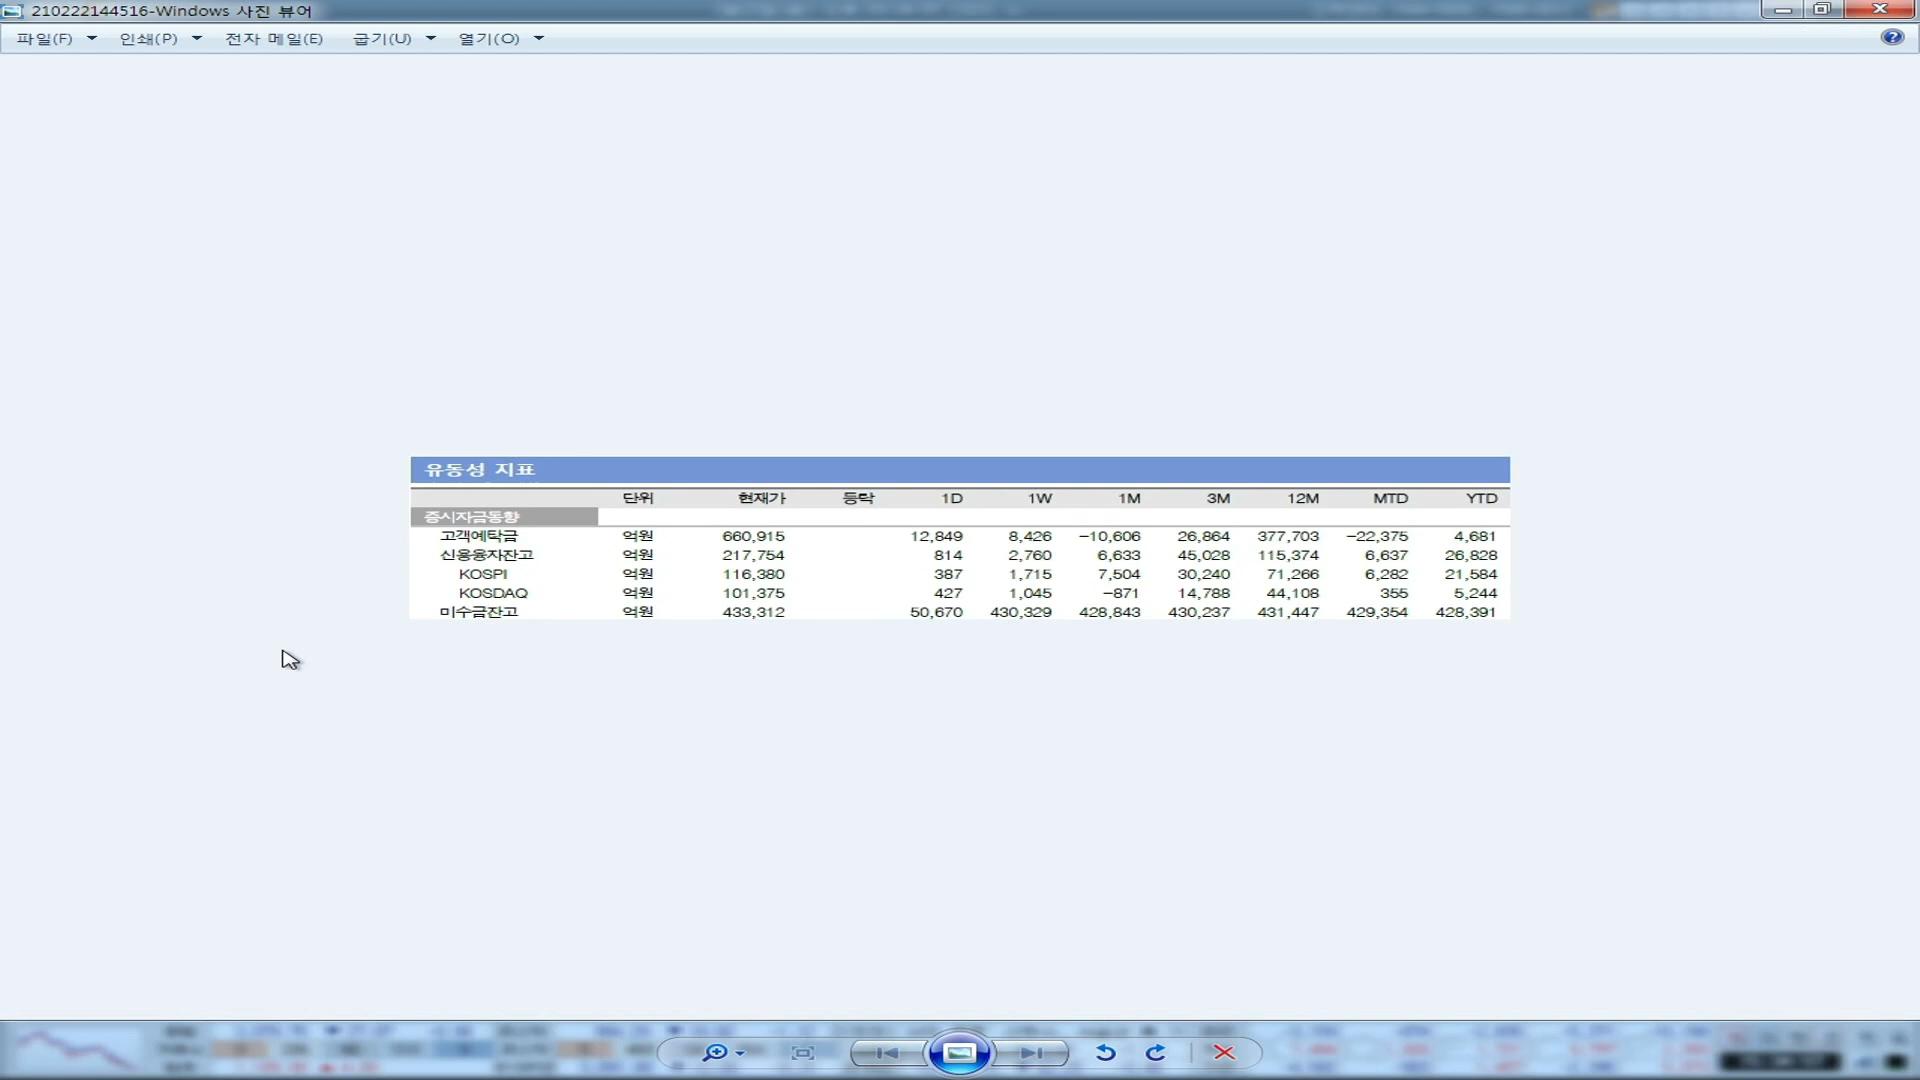 210222144516-Windows 사진 뷰어
파일(F) 인쇄(P) 전자 메일(E) 굽기(U) 열기(O)
유동성 지표
단위 현재가 등락 1D 1W 1M 3M 12M MTD YTD
증시자금동향
고객예탁금 억원 660,915 12,849 8,426 −10,606 26,864 377,703 −22,375 4,681
신용융자잔고 억원 217,754 814 2,760 6,633 45,028 115,374 6,637 26,828
KOSPI 억원 116,380 387 1,715 7,504 30,240 71,266 6,282 21,584
KOSDAQ 억원 101,375 427 1,045 −871 14,788 44,108 355 5,244
미수금잔고 억원 433,312 50,670 430,329 428,843 430,237 431,447 429,354 428,391